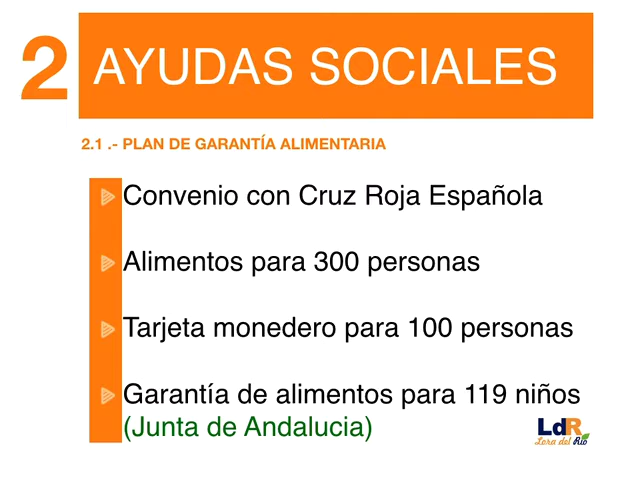 2
AYUDAS SOCIALES
2.1 .- PLAN DE GARANTÍA ALIMENTARIA
Convenio con Cruz Roja Española
Alimentos para 300 personas
Tarjeta monedero para 100 personas
Garantía de alimentos para 119 niños
(Junta de Andalucia)
LdR
Lora del Río